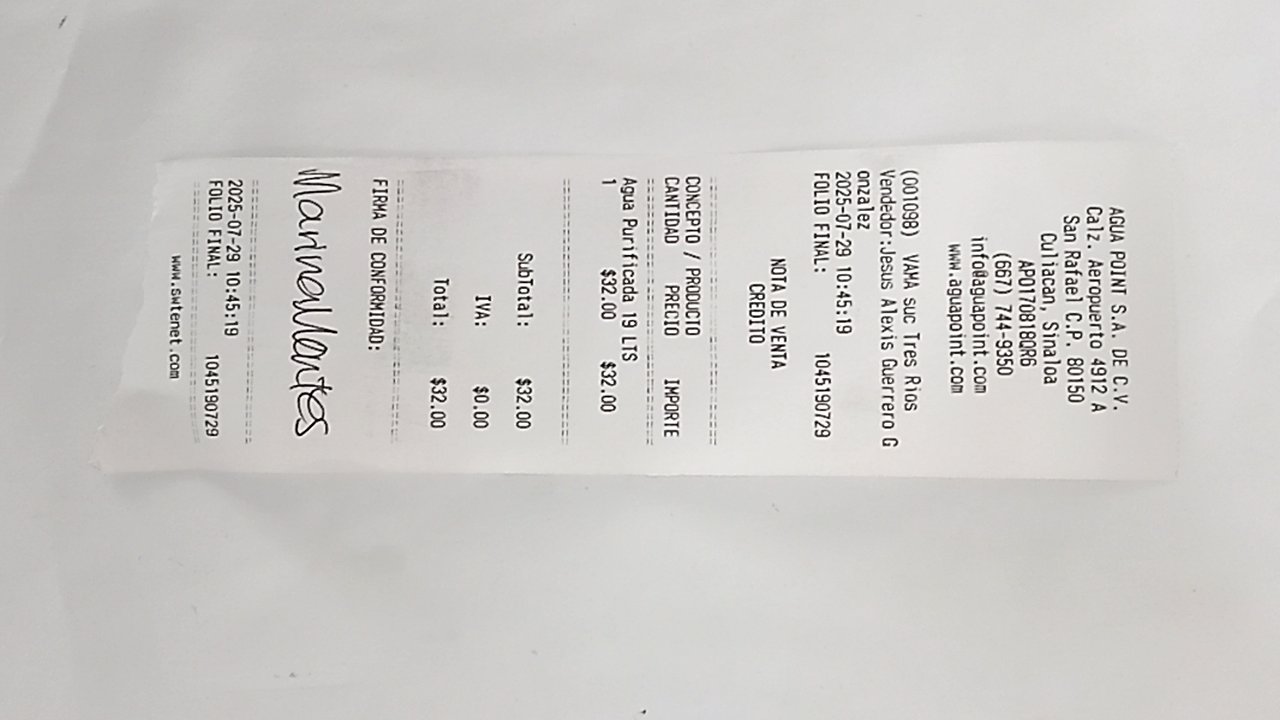 AGUA POINT S.A. DE C.V.
Calz. Aeropuerto 4912 A
San Rafael C.P. 80150
Culiacan, Sinaloa
APO170818QR6
(667) 744-9350
info@aguapoint.com
www.aguapoint.com
(001098) VAMA suc Tres Rios
Vendedor:Jesus Alexis Guerrero G
onzalez
2025-07-29 10:45:19
FOLIO FINAL: 1045190729
NOTA DE VENTA
CREDITO
CONCEPTO / PRODUCTO
CANTIDAD PRECIO IMPORTE
Agua Purificada 19 LTS
1 $32.00 $32.00
SubTotal: $32.00
IVA: $0.00
Total: $32.00
FIRMA DE CONFORMIDAD:
Marina Montes
2025-07-29 10:45:19
FOLIO FINAL: 1045190729
www.swtenet.com